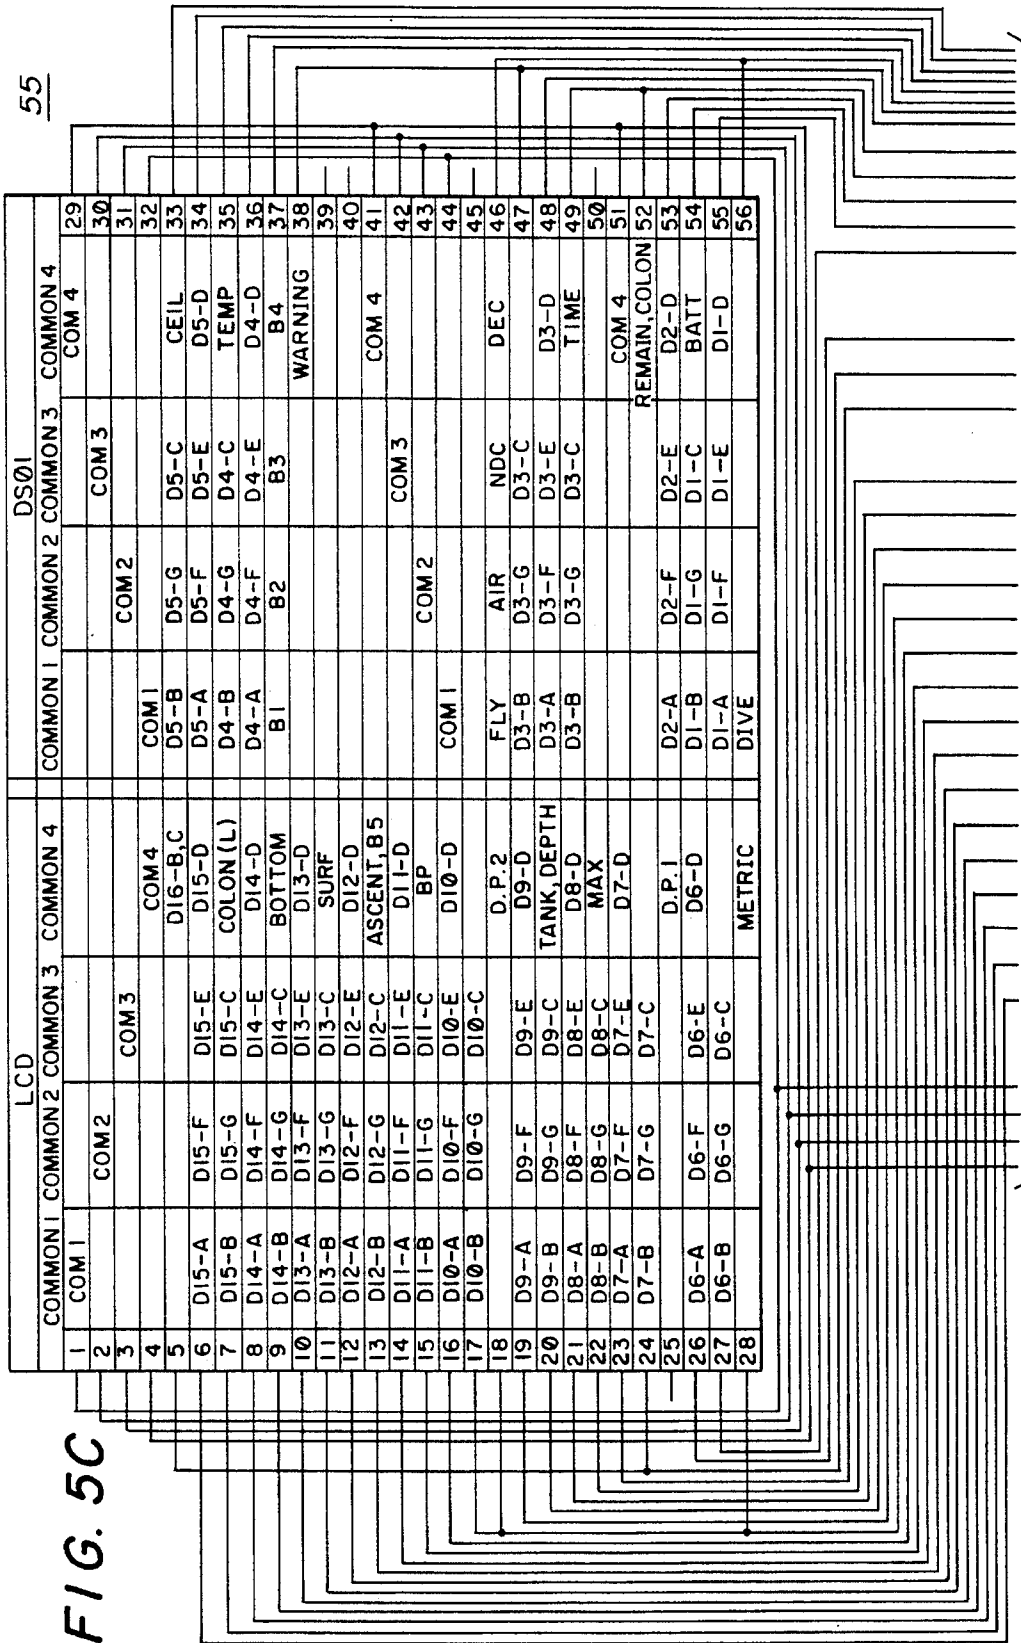 FIG. 5C
55
LCD DS01
COMMON 1 COMMON 2 COMMON 3 COMMON 4 COMMON 1 COMMON 2 COMMON 3 COMMON 4
1 COM 1 COM 4 29
2 COM 2 COM 3 30
3 COM 3 COM 2 31
4 COM 4 COM 1 32
5 D16-B,C D5-B D5-G D5-C CEIL 33
6 D15-A D15-F D15-E D15-D D5-A D5-F D5-E D5-D 34
7 D15-B D15-G D15-C COLON (L) D4-B D4-G D4-C TEMP 35
8 D14-A D14-F D14-E D14-D D4-A D4-F D4-E D4-D 36
9 D14-B D14-G D14-C BOTTOM B1 B2 B3 B4 37
10 D13-A D13-F D13-E D13-D WARNING 38
11 D13-B D13-G D13-C SURF 39
12 D12-A D12-F D12-E D12-D 40
13 D12-B D12-G D12-C ASCENT, B5 COM 4 41
14 D11-A D11-F D11-E D11-D COM 3 42
15 D11-B D11-G D11-C BP COM 2 43
16 D10-A D10-F D10-E D10-D COM 1 44
17 D10-B D10-G D10-C 45
18 D.P.2 FLY AIR NDC DEC 46
19 D9-A D9-F D9-E D9-D D3-B D3-G D3-C 47
20 D9-B D9-G D9-C TANK, DEPTH D3-A D3-F D3-E D3-D 48
21 D8-A D8-F D8-E D8-D D3-B D3-G D3-C TIME 49
22 D8-B D8-G D8-C MAX 50
23 D7-A D7-F D7-E D7-D COM 4 51
24 D7-B D7-G D7-C REMAIN, COLON 52
25 D.P.1 D2-A D2-F D2-E D2-D 53
26 D6-A D6-F D6-E D6-D D1-B D1-G D1-C BATT 54
27 D6-B D6-G D6-C D1-A D1-F D1-E D1-D 55
28 METRIC DIVE 56